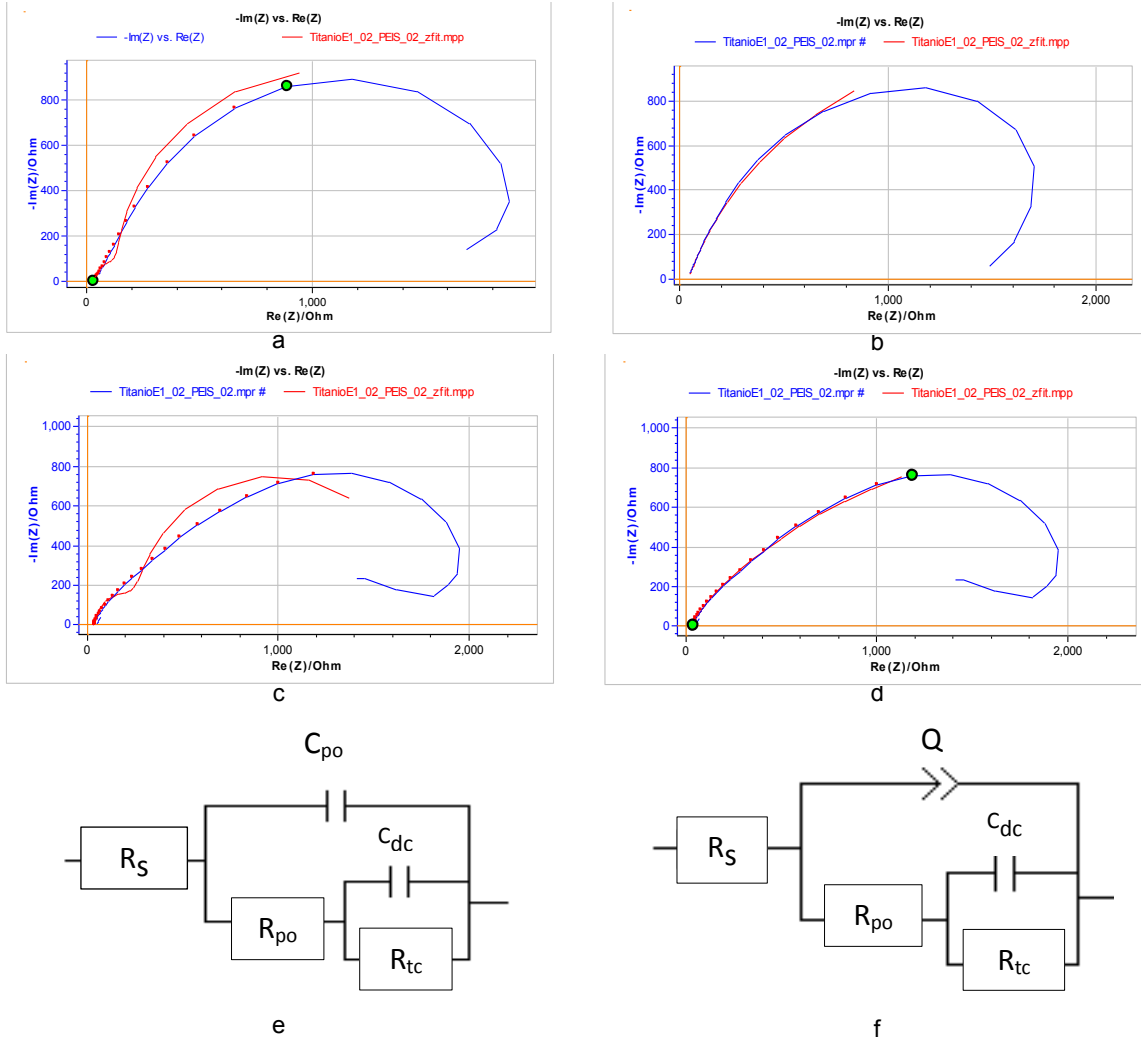 -Im(Z) vs. Re(Z)
-Im(Z) vs. Re(Z) TitanioE1_02_PEIS_02_zfit.mpp
-Im(Z)/Ohm
800
600
400
200
0
0 1,000
Re(Z)/Ohm
a
-Im(Z) vs. Re(Z)
TitanioE1_02_PEIS_02.mpr # TitanioE1_02_PEIS_02_zfit.mpp
-Im(Z)/Ohm
800
600
400
200
0
0 1,000 2,000
Re(Z)/Ohm
b
-Im(Z) vs. Re(Z)
TitanioE1_02_PEIS_02.mpr # TitanioE1_02_PEIS_02_zfit.mpp
-Im(Z)/Ohm
1,000
800
600
400
200
0
0 1,000 2,000
Re(Z)/Ohm
c
-Im(Z) vs. Re(Z)
TitanioE1_02_PEIS_02.mpr # TitanioE1_02_PEIS_02_zfit.mpp
-Im(Z)/Ohm
1,000
800
600
400
200
0
0 1,000 2,000
Re(Z)/Ohm
d
Cpo
Cdc
RS
Rpo
Rtc
e
Q
Cdc
RS
Rpo
Rtc
f